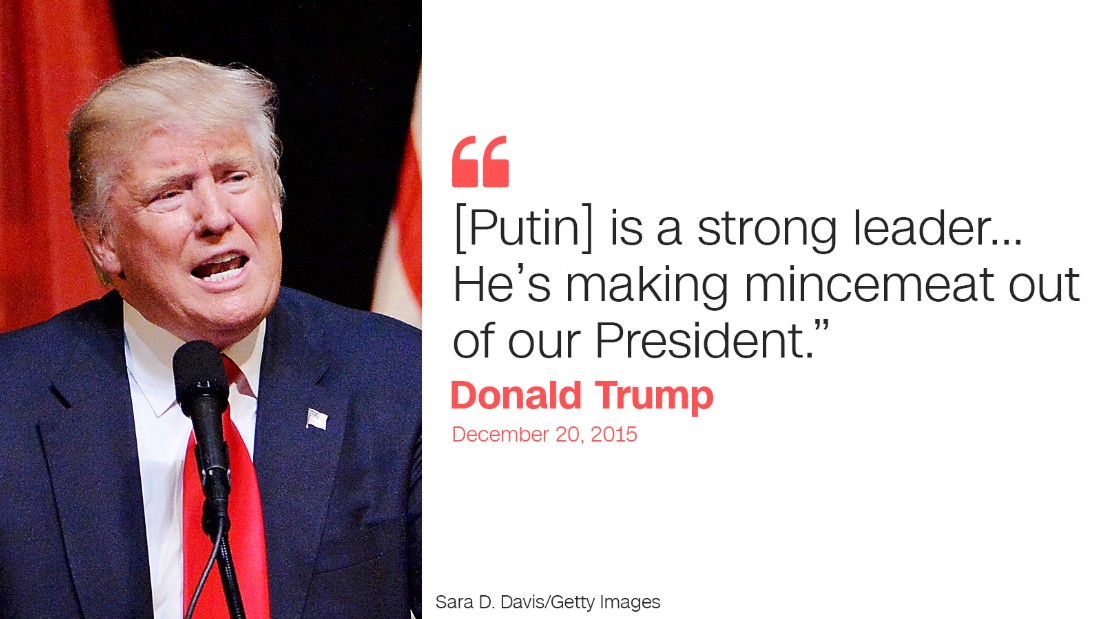 “
[Putin] is a strong leader...
He’s making mincemeat out
of our President.”
Donald Trump
December 20, 2015
Sara D. Davis/Getty Images